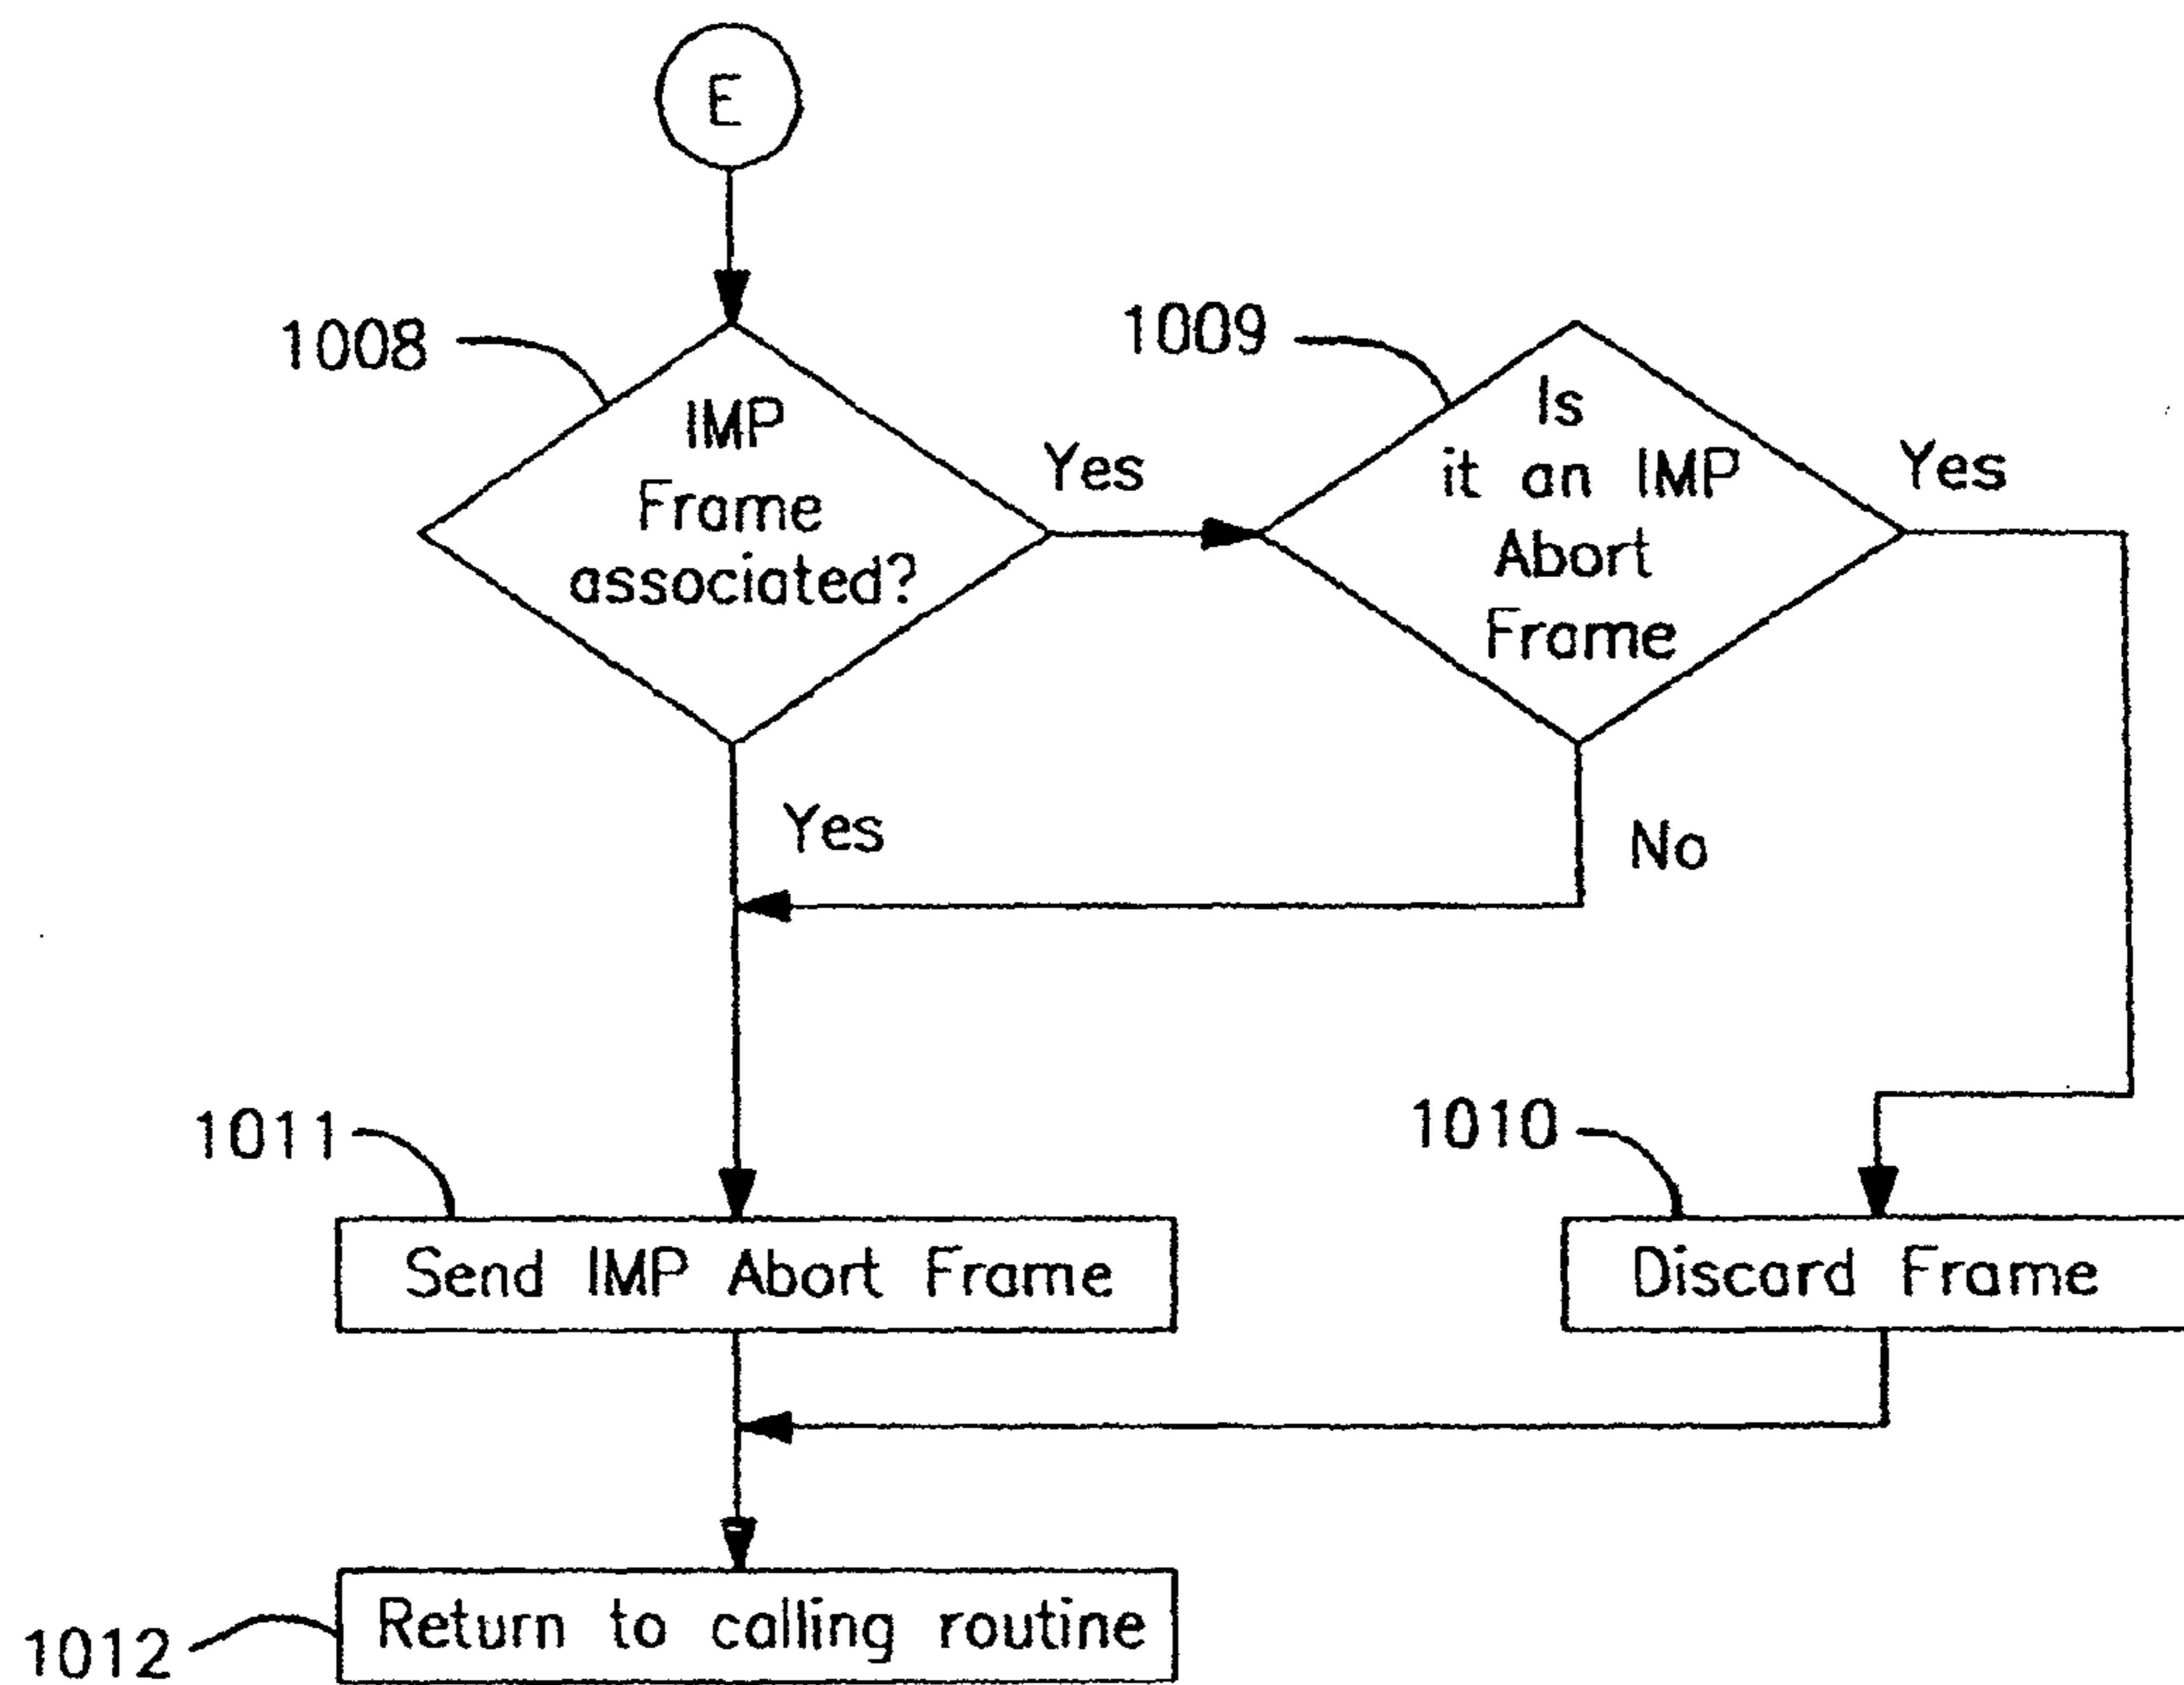 E
1008
IMP
Frame
associated?
Yes
1009
Is
it an IMP
Abort
Frame
Yes
Yes
No
1011
Send IMP Abort Frame
1010
Discard Frame
1012
Return to calling routine